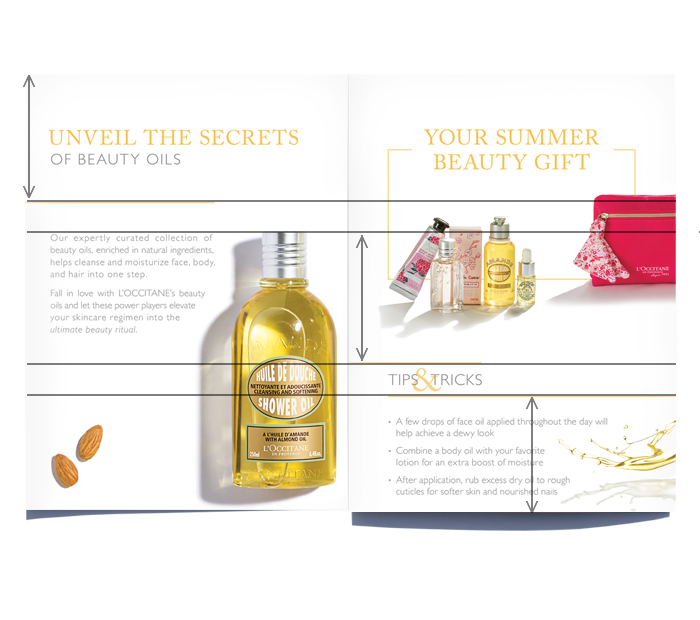 UNVEIL THE SECRETS
OF BEAUTY OILS
Our expertly curated collection of
beauty oils, enriched in natural ingredients,
helps cleanse and moisturize face, body,
and hair into one step.
Fall in love with L'OCCITANE's beauty
oils and let these power players elevate
your skincare regimen into the
ultimate beauty ritual.
HUILE DE DOUCHE
NETTOYANTE ET ADOUCISSANTE
CLEANSING AND SOFTENING
SHOWER OIL
A L'HUILE D'AMANDE
WITH ALMOND OIL
L'OCCITANE
EN PROVENCE
L'OCCITANE
YOUR SUMMER
BEAUTY GIFT
AMANDE
L'OCCITANE
EN PROVENCE
TIPS & TRICKS
• A few drops of face oil applied throughout the day will
help achieve a dewy look
• Combine a body oil with your favorite
lotion for an extra boost of moisture
• After application, rub excess dry oil to rough
cuticles for softer skin and nourished nails